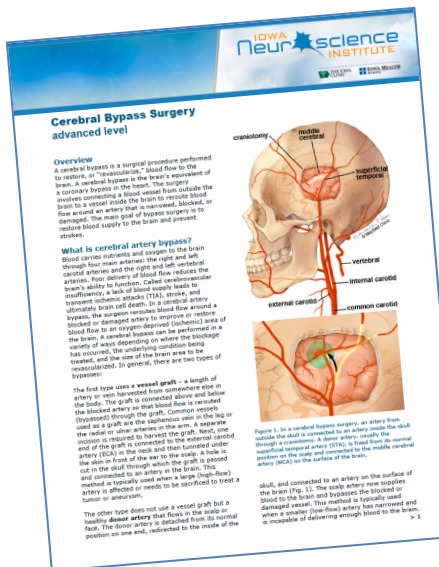 IOWA
Neuroscience
INSTITUTE
THE IOWA CLINIC
IOWA HEALTH
Cerebral Bypass Surgery
advanced level
Overview
A cerebral bypass is a surgical procedure performed
to restore, or "revascularize," blood flow to the
brain. A cerebral bypass is the brain's equivalent of
a coronary bypass in the heart. The surgery
involves connecting a blood vessel from outside the
brain to a vessel inside the brain to reroute blood
flow around an artery that is narrowed, blocked, or
damaged. The main goal of bypass surgery is to
restore blood supply to the brain and prevent
strokes.
What is cerebral artery bypass?
Blood carries nutrients and oxygen to the brain
through four main arteries: the right and left
carotid arteries and the right and left vertebral
arteries. Poor delivery of blood flow reduces the
brain's ability to function. Called cerebrovascular
insufficiency, a lack of blood supply leads to
transient ischemic attacks (TIA), stroke, and
ultimately brain cell death. In a cerebral artery
bypass, the surgeon reroutes blood flow around a
blocked or damaged artery to improve or restore
blood flow to an oxygen-deprived (ischemic) area of
the brain. A cerebral bypass can be performed in a
variety of ways depending on where the blockage
has occurred, the underlying condition being
treated, and the size of the brain area to be
revascularized. In general, there are two types of
bypasses:
The first type uses a vessel graft – a length of
artery or vein harvested from somewhere else in
the body. The graft is connected above and below
the blocked artery so that blood flow is rerouted
(bypassed) through the graft. Common vessels
used as a graft are the saphenous vein in the leg or
the radial or ulnar arteries in the arm. A separate
incision is required to harvest the graft. Next, one
end of the graft is connected to the external carotid
artery (ECA) in the neck and then tunneled under
the skin in front of the ear to the scalp. A hole is
cut in the skull through which the graft is passed
and connected to an artery in the brain. This
method is typically used when a large (high-flow)
artery is affected or needs to be sacrificed to treat a
tumor or aneurysm.
The other type does not use a vessel graft but a
healthy donor artery that flows in the scalp or
face. The donor artery is detached from its normal
position on one end, redirected to the inside of the
craniotomy
middle
cerebral
superficial
temporal
vertebral
internal carotid
external carotid
common carotid
Figure 1. In a cerebral bypass surgery, an artery from
outside the skull is connected to an artery inside the skull
through a craniotomy. A donor artery, usually the
superficial temporal artery (STA), is freed from its normal
position on the scalp and connected to the middle cerebral
artery (MCA) on the surface of the brain.
skull, and connected to an artery on the surface of
the brain (Fig. 1). The scalp artery now supplies
blood to the brain and bypasses the blocked or
damaged vessel. This method is typically used
when a smaller (low-flow) artery has narrowed and
is incapable of delivering enough blood to the brain.
> 1